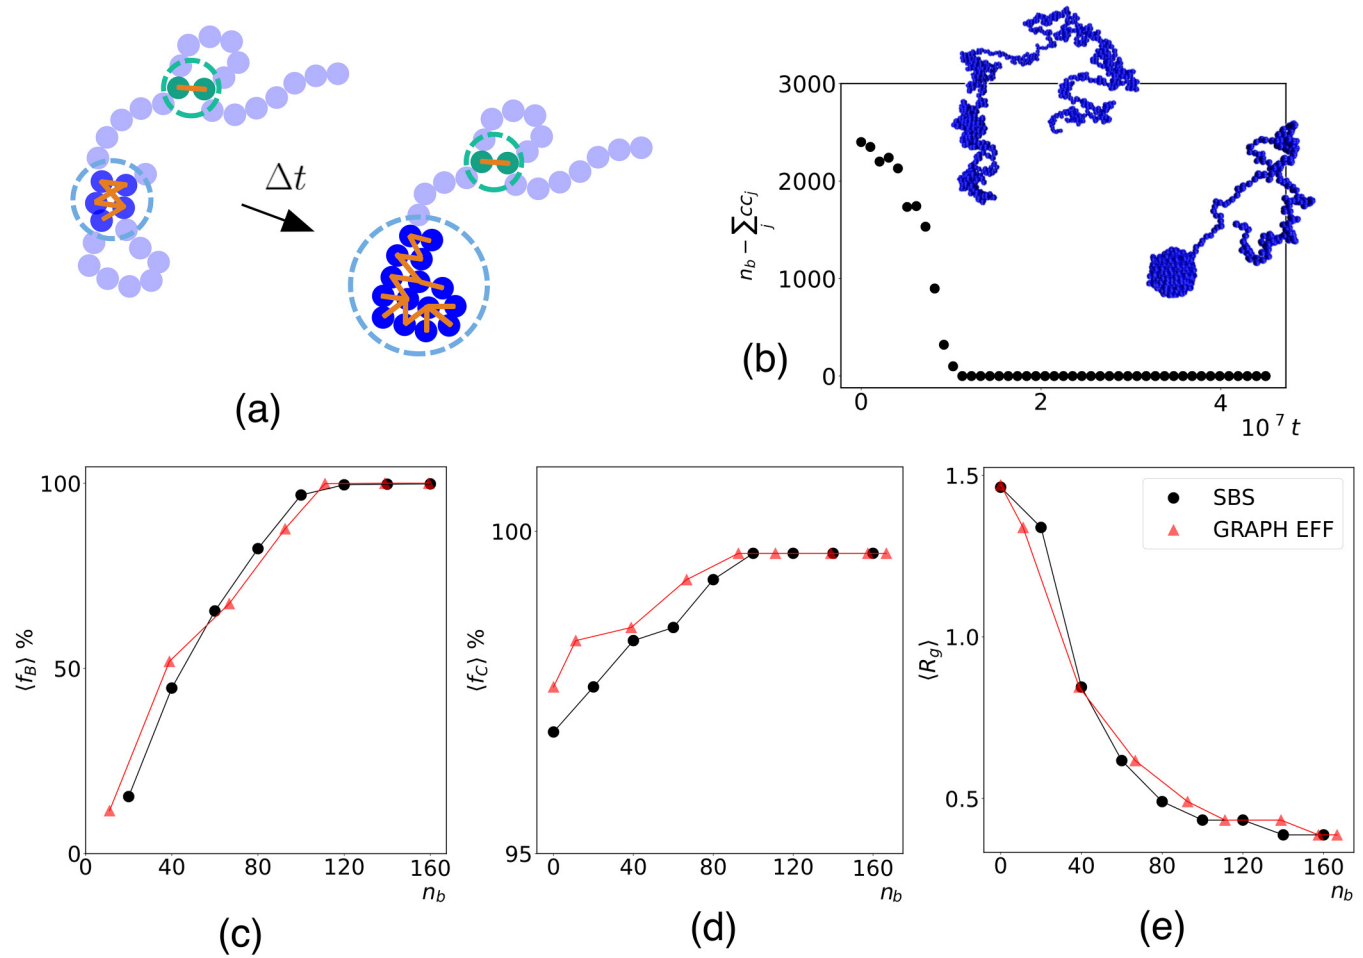 Δt
(a)
3000
2000
1000
0
n_b − ∑_j cc_j
0 2 4
10^7 t
(b)
100
50
0
⟨f_B⟩ %
0 40 80 120 160
n_b
(c)
100
95
⟨f_C⟩ %
0 40 80 120 160
n_b
(d)
1.5
1.0
0.5
⟨R_g⟩
SBS
GRAPH EFF
0 40 80 120 160
n_b
(e)